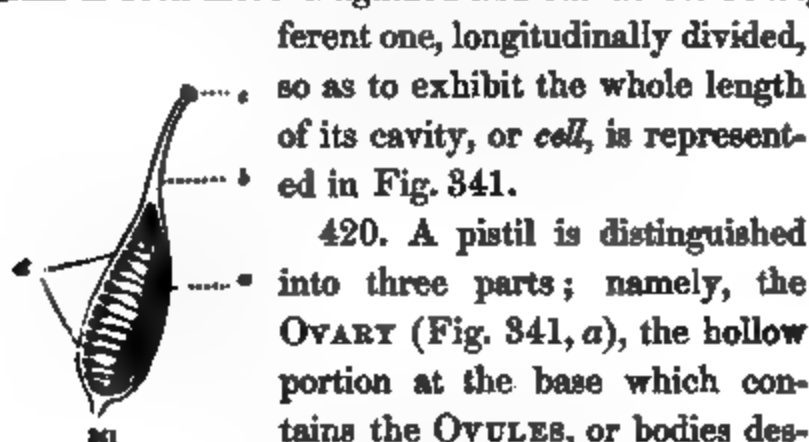 ferent one, longitudinally divided,
so as to exhibit the whole length
of its cavity, or cell, is represent-
ed in Fig. 341.
420. A pistil is distinguished
into three parts; namely, the
OVARY (Fig. 341, a), the hollow
portion at the base which con-
tains the OVULES, or bodies des-
c
b
a